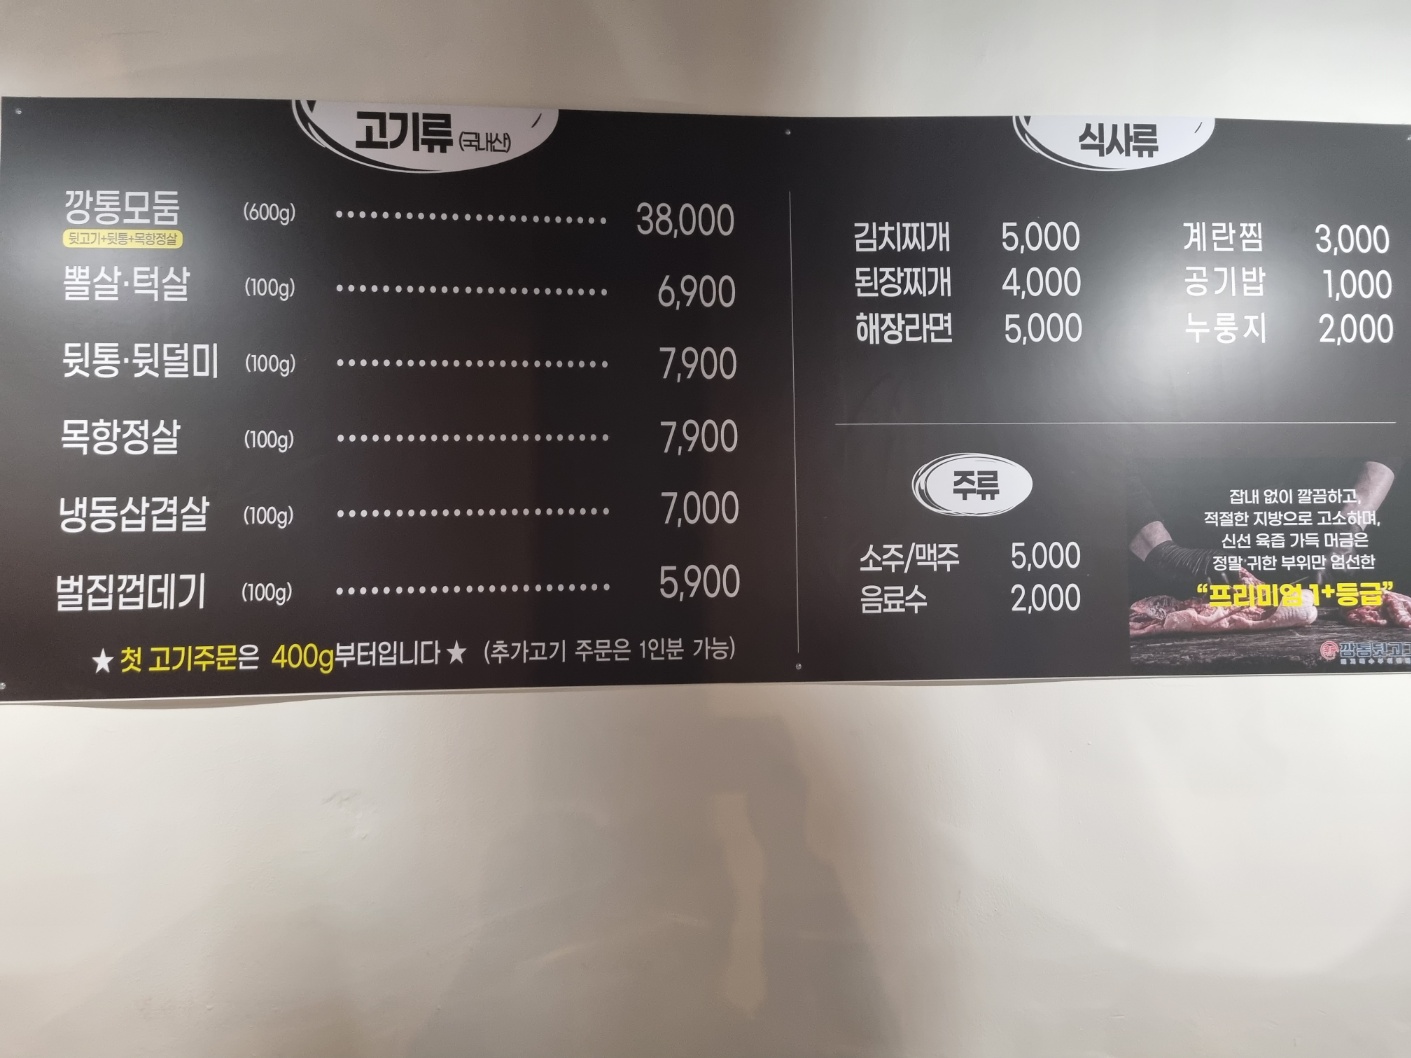 고기류 (국내산)
깡통모둠 (600g) 38,000
뒷고기+뒷통+목항정살
뽈살·턱살 (100g) 6,900
뒷통·뒷덜미 (100g) 7,900
목항정살 (100g) 7,900
냉동삼겹살 (100g) 7,000
벌집껍데기 (100g) 5,900
★ 첫 고기주문은 400g부터입니다 ★ (추가고기 주문은 1인분 가능)
식사류
김치찌개 5,000 계란찜 3,000
된장찌개 4,000 공기밥 1,000
해장라면 5,000 누룽지 2,000
주류
소주/맥주 5,000
음료수 2,000
잡내 없이 깔끔하고,
적절한 지방으로 고소하며,
신선 육즙 가득 머금은
정말 귀한 부위만 엄선한
“프리미엄 1+등급”